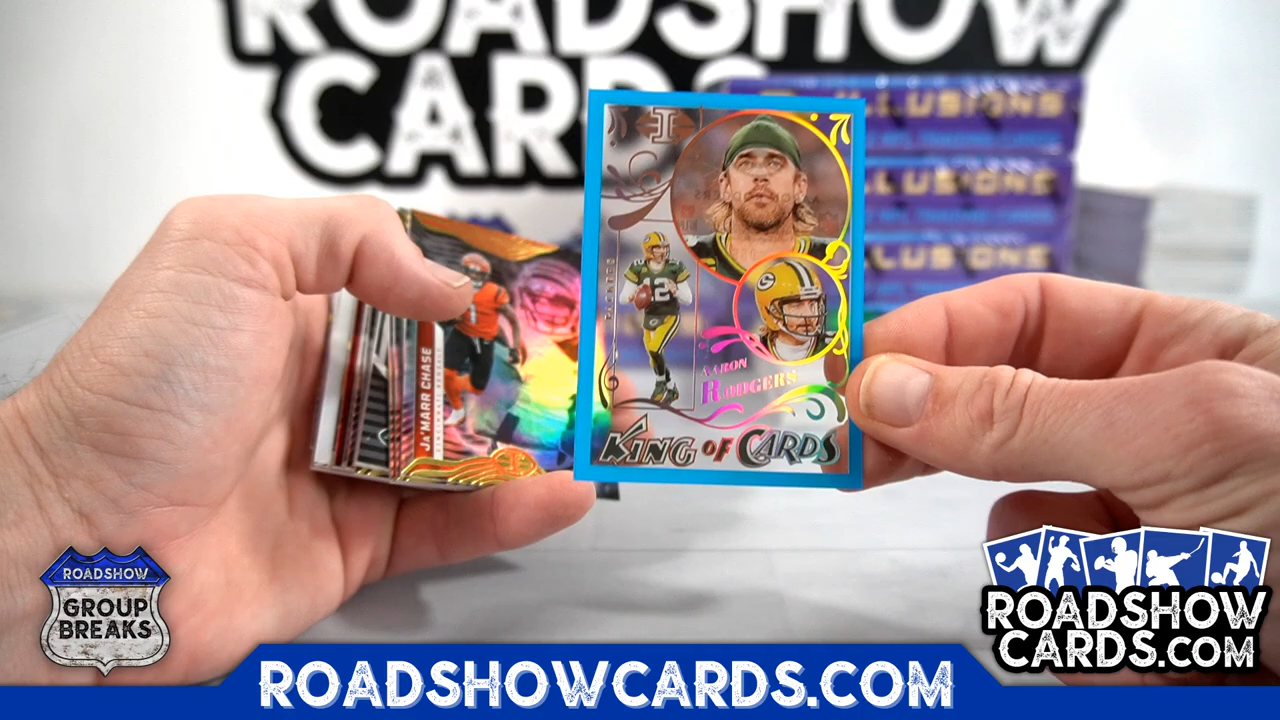 ROADSHOW
CARDS
ILLUSIONS
ILLUSIONS
ILLUSIONS
12
AARON
RODGERS
KING OF CARDS
JA'MARR CHASE
ROADSHOW
GROUP
BREAKS
ROADSHOW
CARDS.COM
ROADSHOWCARDS.COM